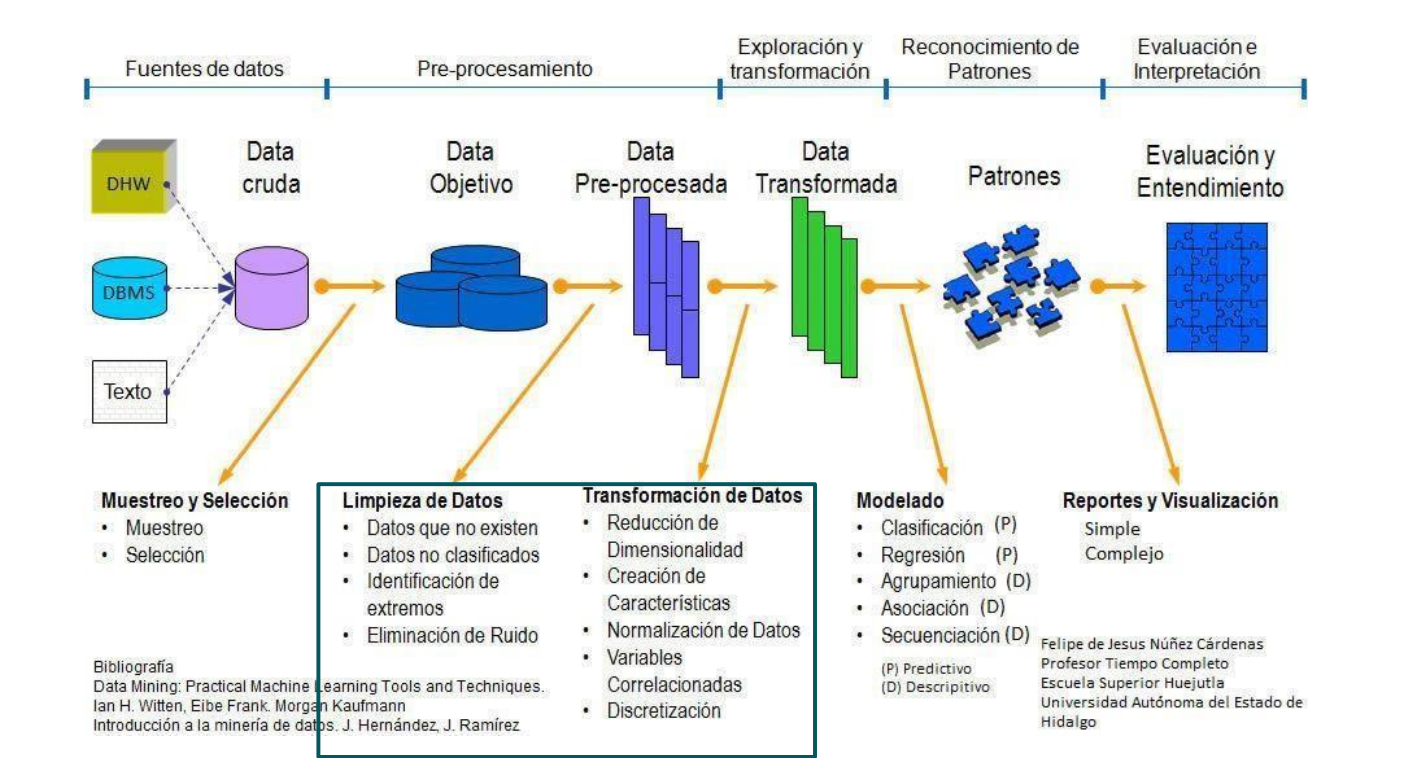 Fuentes de datos
Pre-procesamiento
Exploración y
transformación
Reconocimiento de
Patrones
Evaluación e
Interpretación
DHW
DBMS
Texto
Data
cruda
Data
Objetivo
Data
Pre-procesada
Data
Transformada
Patrones
Evaluación y
Entendimiento
Muestreo y Selección
• Muestreo
• Selección
Limpieza de Datos
• Datos que no existen
• Datos no clasificados
• Identificación de
extremos
• Eliminación de Ruido
Transformación de Datos
• Reducción de
Dimensionalidad
• Creación de
Características
• Normalización de Datos
• Variables
Correlacionadas
• Discretización
Modelado
• Clasificación (P)
• Regresión (P)
• Agrupamiento (D)
• Asociación (D)
• Secuenciación (D)
(P) Predictivo
(D) Descripitivo
Reportes y Visualización
Simple
Complejo
Bibliografía
Data Mining: Practical Machine Learning Tools and Techniques.
Ian H. Witten, Eibe Frank. Morgan Kaufmann
Introducción a la minería de datos. J. Hernández, J. Ramírez
Felipe de Jesus Núñez Cárdenas
Profesor Tiempo Completo
Escuela Superior Huejutla
Universidad Autónoma del Estado de
Hidalgo